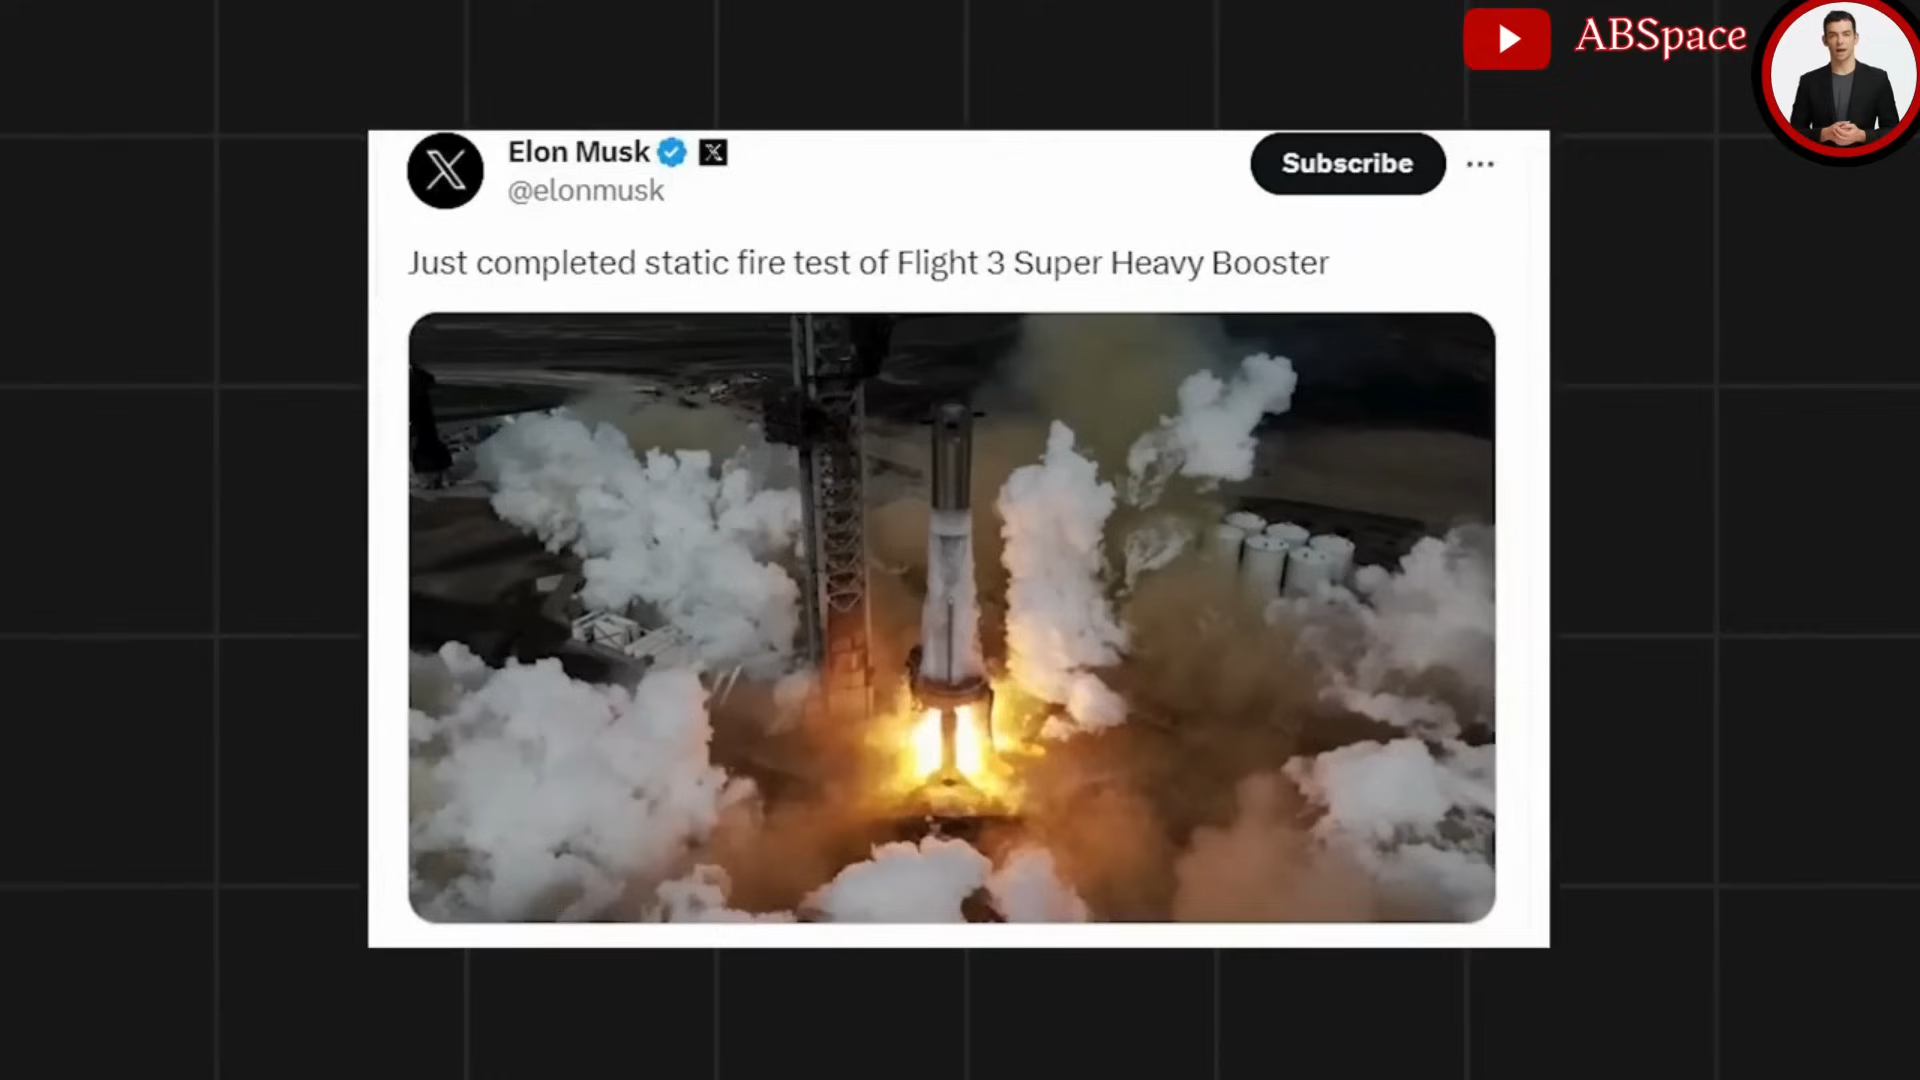 ABSpace
Elon Musk
@elonmusk
Subscribe
Just completed static fire test of Flight 3 Super Heavy Booster